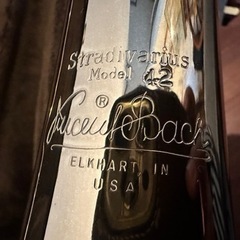 Stradivarius
Model 42
®
Vincent Bach
ELKHART, IN
USA